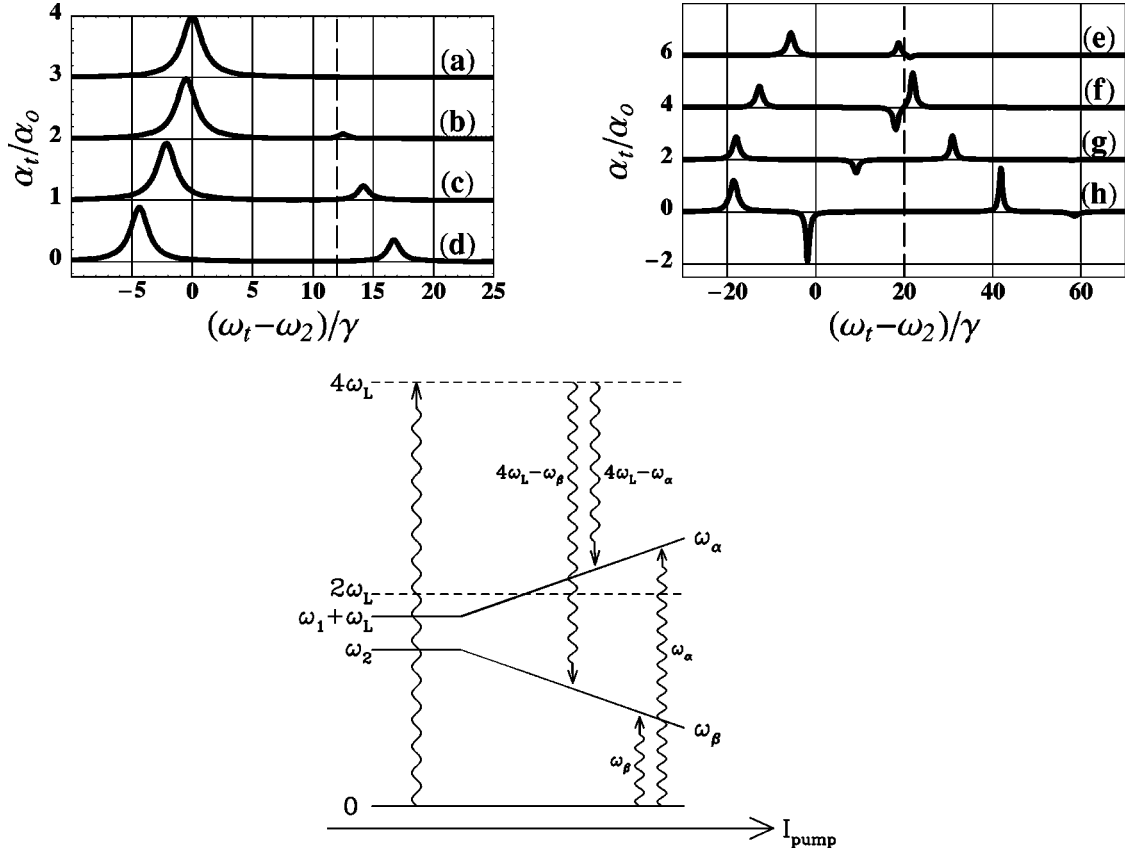 4
3
2
1
0
α_t/α_o
(a)
(b)
(c)
(d)
−5 0 5 10 15 20 25
(ω_t−ω_2)/γ
6
4
2
0
−2
α_t/α_o
(e)
(f)
(g)
(h)
−20 0 20 40 60
(ω_t−ω_2)/γ
4ω_L
4ω_L−ω_β
4ω_L−ω_α
ω_α
2ω_L
ω_1+ω_L
ω_2
ω_α
ω_β
ω_β
0
I_pump